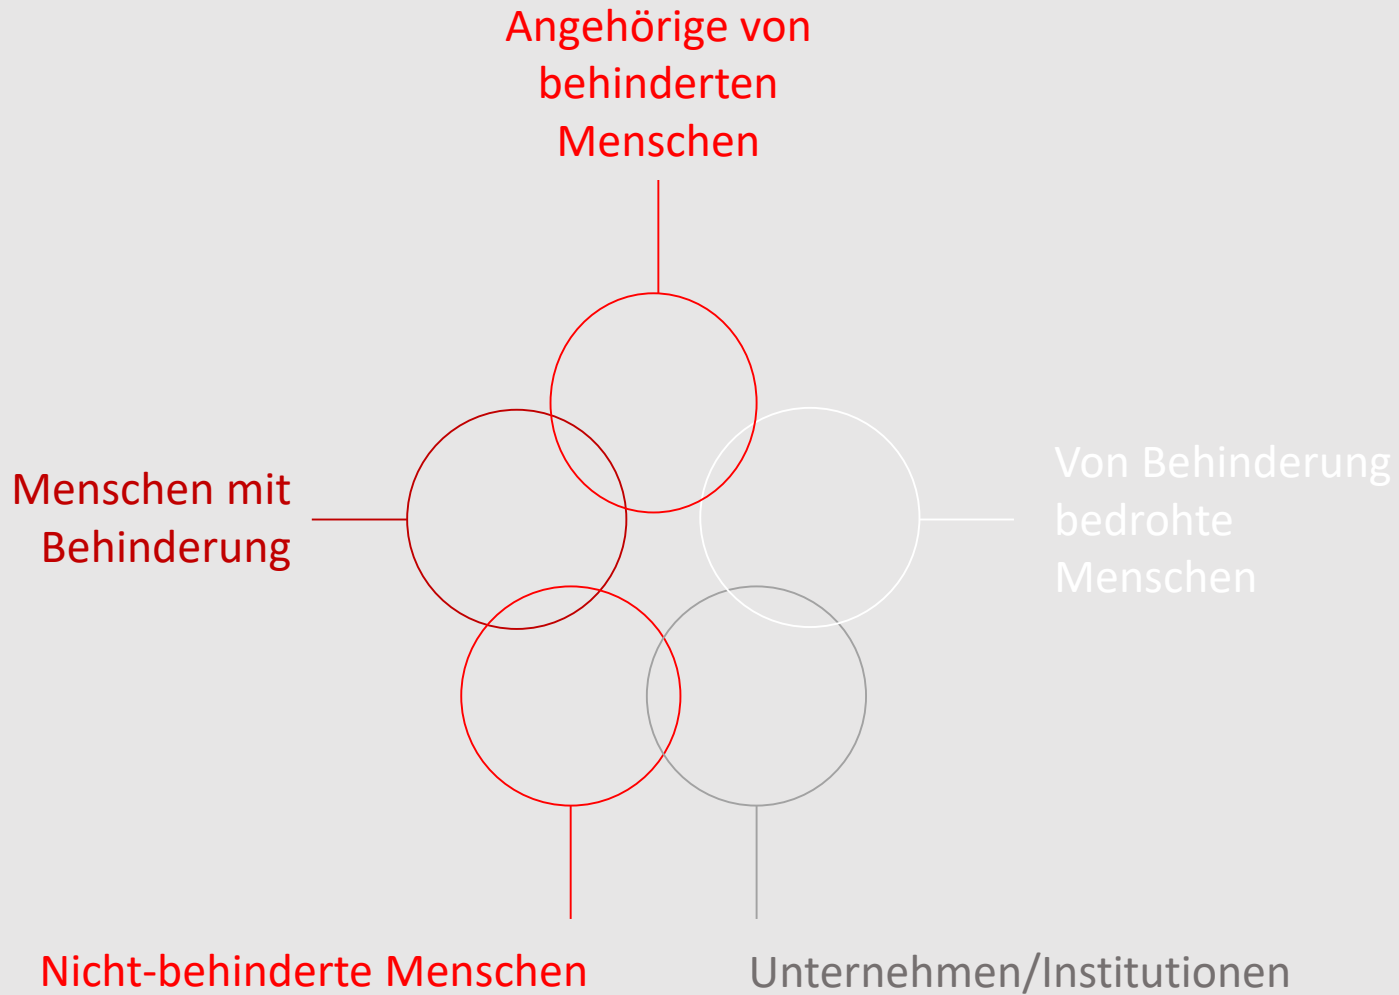 Angehörige von
behinderten
Menschen
Menschen mit
Behinderung
Von Behinderung
bedrohte
Menschen
Nicht-behinderte Menschen
Unternehmen/Institutionen